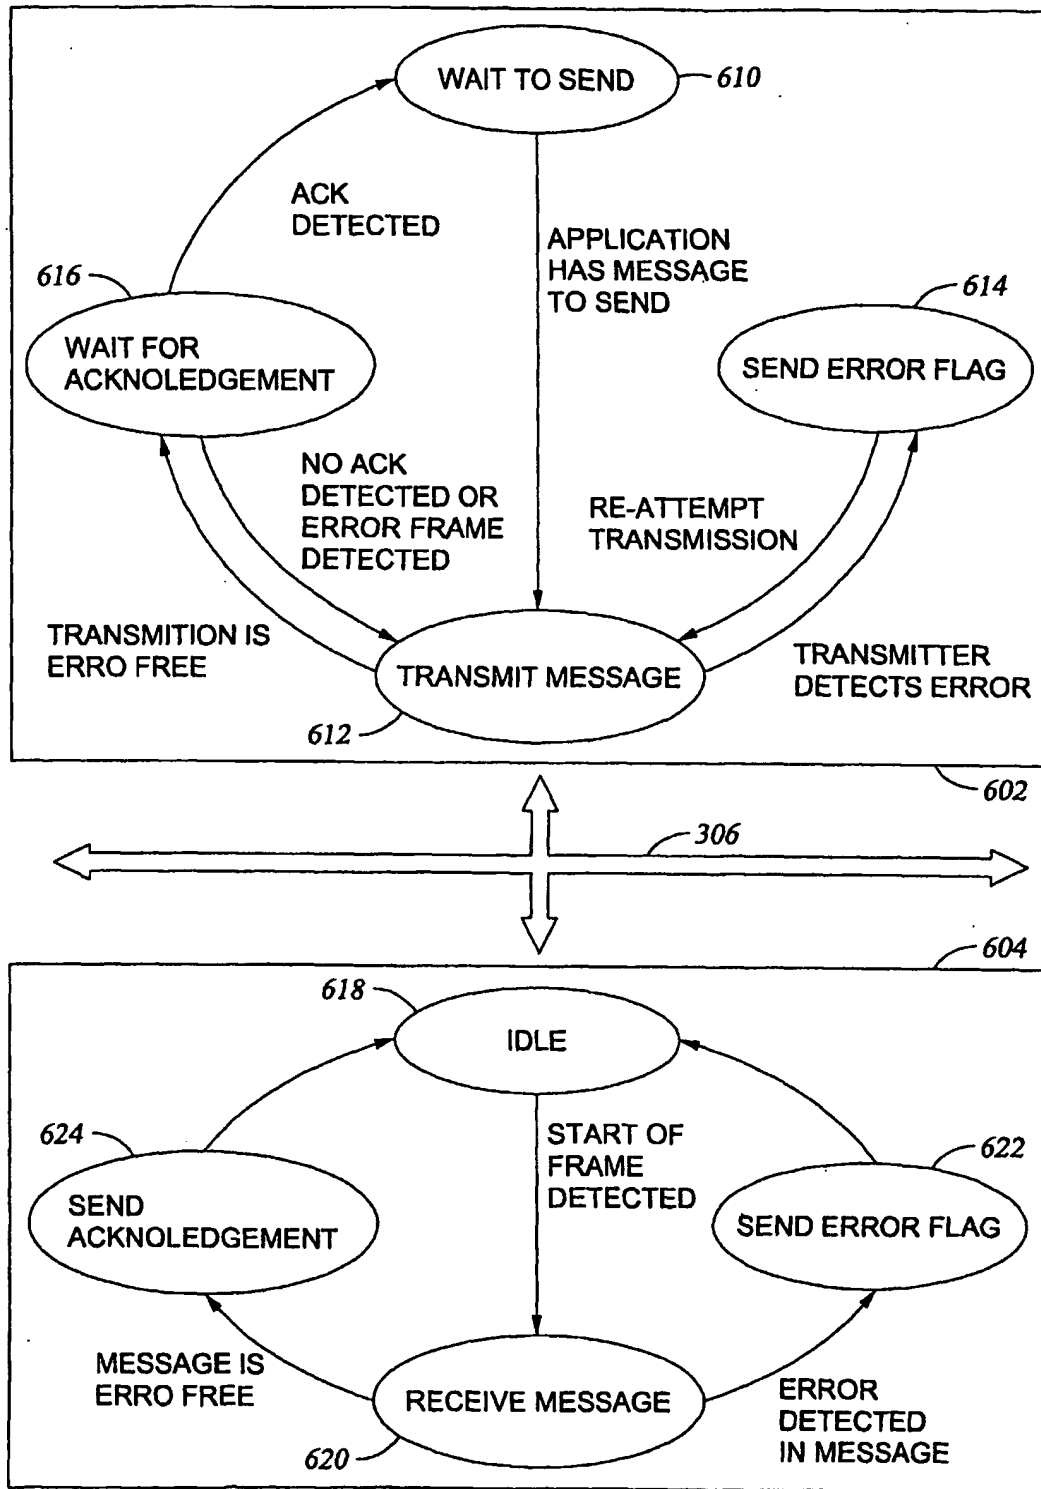 WAIT TO SEND
610
ACK
DETECTED
APPLICATION
HAS MESSAGE
TO SEND
616
614
WAIT FOR
ACKNOLEDGEMENT
SEND ERROR FLAG
NO ACK
DETECTED OR
ERROR FRAME
DETECTED
RE-ATTEMPT
TRANSMISSION
TRANSMITION IS
ERRO FREE
TRANSMIT MESSAGE
TRANSMITTER
DETECTS ERROR
612
602
306
604
618
IDLE
624
START OF
FRAME
DETECTED
622
SEND
ACKNOLEDGEMENT
SEND ERROR FLAG
MESSAGE IS
ERRO FREE
RECEIVE MESSAGE
ERROR
DETECTED
IN MESSAGE
620